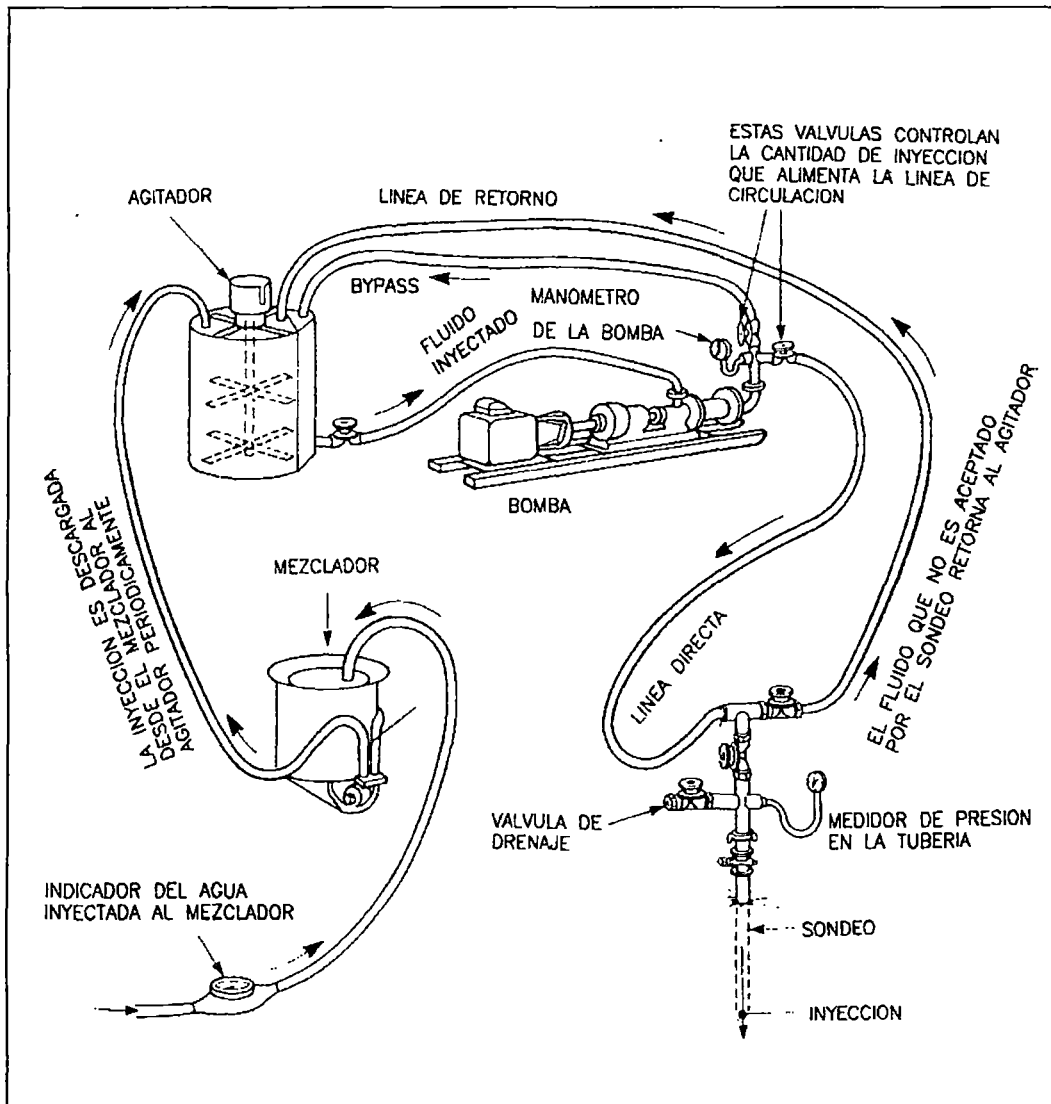 ESTAS VALVULAS CONTROLAN
LA CANTIDAD DE INYECCION
QUE ALIMENTA LA LINEA DE
CIRCULACION
AGITADOR
LINEA DE RETORNO
BYPASS
MANOMETRO
DE LA BOMBA
FLUIDO
INYECTADO
BOMBA
LA INYECCION ES DESCARGADA
DESDE EL MEZCLADOR AL
AGITADOR PERIODICAMENTE
MEZCLADOR
LINEA DIRECTA
EL FLUIDO QUE NO ES ACEPTADO
POR EL SONDEO RETORNA AL AGITADOR
VALVULA DE
DRENAJE
MEDIDOR DE PRESION
EN LA TUBERIA
INDICADOR DEL AGUA
INYECTADA AL MEZCLADOR
SONDEO
INYECCION